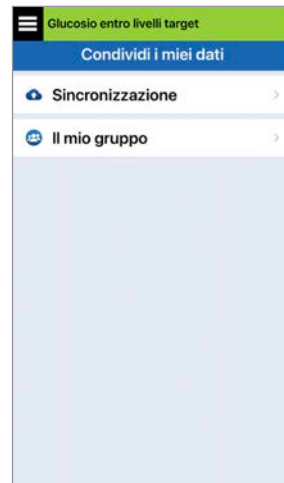 Glucosio entro livelli target
Condividi i miei dati
Sincronizzazione
Il mio gruppo